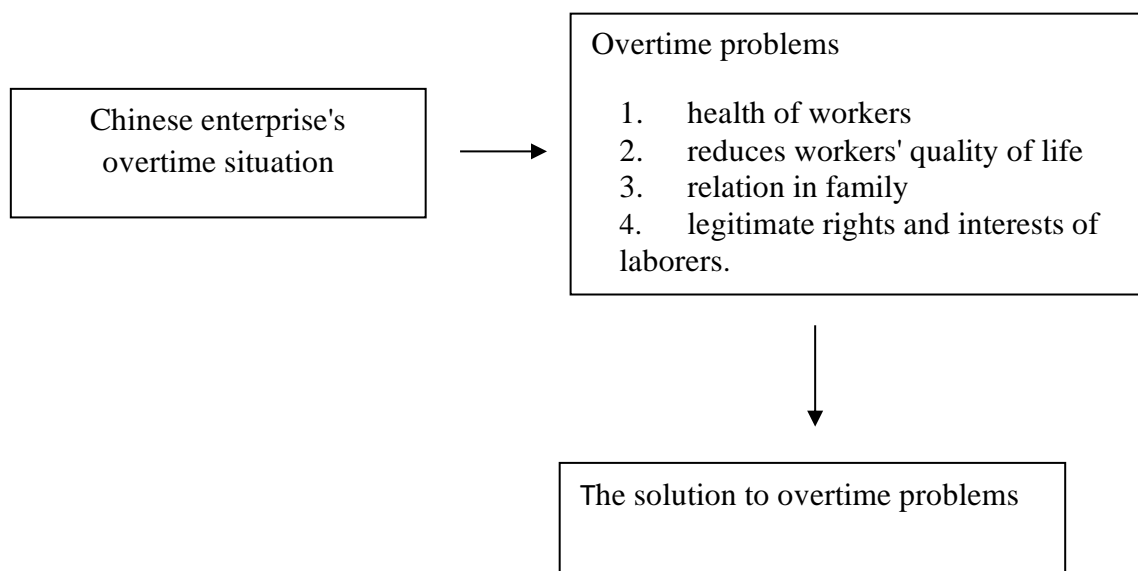 Chinese enterprise's
overtime situation
Overtime problems
1. health of workers
2. reduces workers' quality of life
3. relation in family
4. legitimate rights and interests of
laborers.
The solution to overtime problems